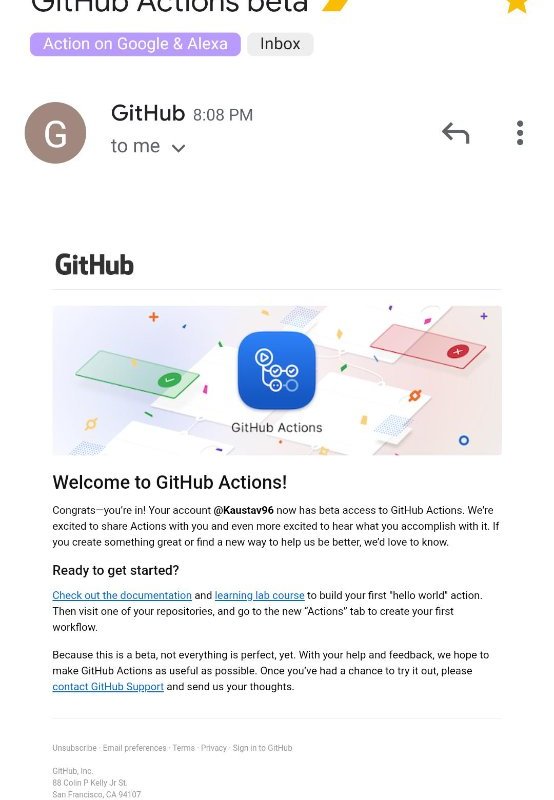 GitHub Actions beta
Action on Google & Alexa Inbox
G
GitHub 8:08 PM
to me
GitHub
GitHub Actions
Welcome to GitHub Actions!
Congrats—you're in! Your account @Kaustav96 now has beta access to GitHub Actions. We're
excited to share Actions with you and even more excited to hear what you accomplish with it. If
you create something great or find a new way to help us be better, we'd love to know.
Ready to get started?
Check out the documentation and learning lab course to build your first "hello world" action.
Then visit one of your repositories, and go to the new “Actions” tab to create your first
workflow.
Because this is a beta, not everything is perfect, yet. With your help and feedback, we hope to
make GitHub Actions as useful as possible. Once you've had a chance to try it out, please
contact GitHub Support and send us your thoughts.
Unsubscribe · Email preferences · Terms · Privacy · Sign in to GitHub
GitHub, Inc.
88 Colin P Kelly Jr St.
San Francisco, CA 94107